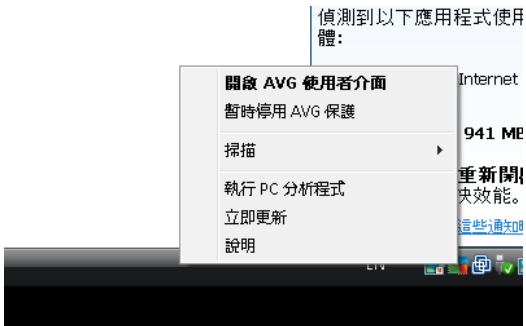 偵測到以下應用程式使用
體:
開啟 AVG 使用者介面
Internet
暫時停用 AVG 保護
941 MB
掃描
重新開
執行 PC 分析程式
快效能。
立即更新
這些通知
說明
EN